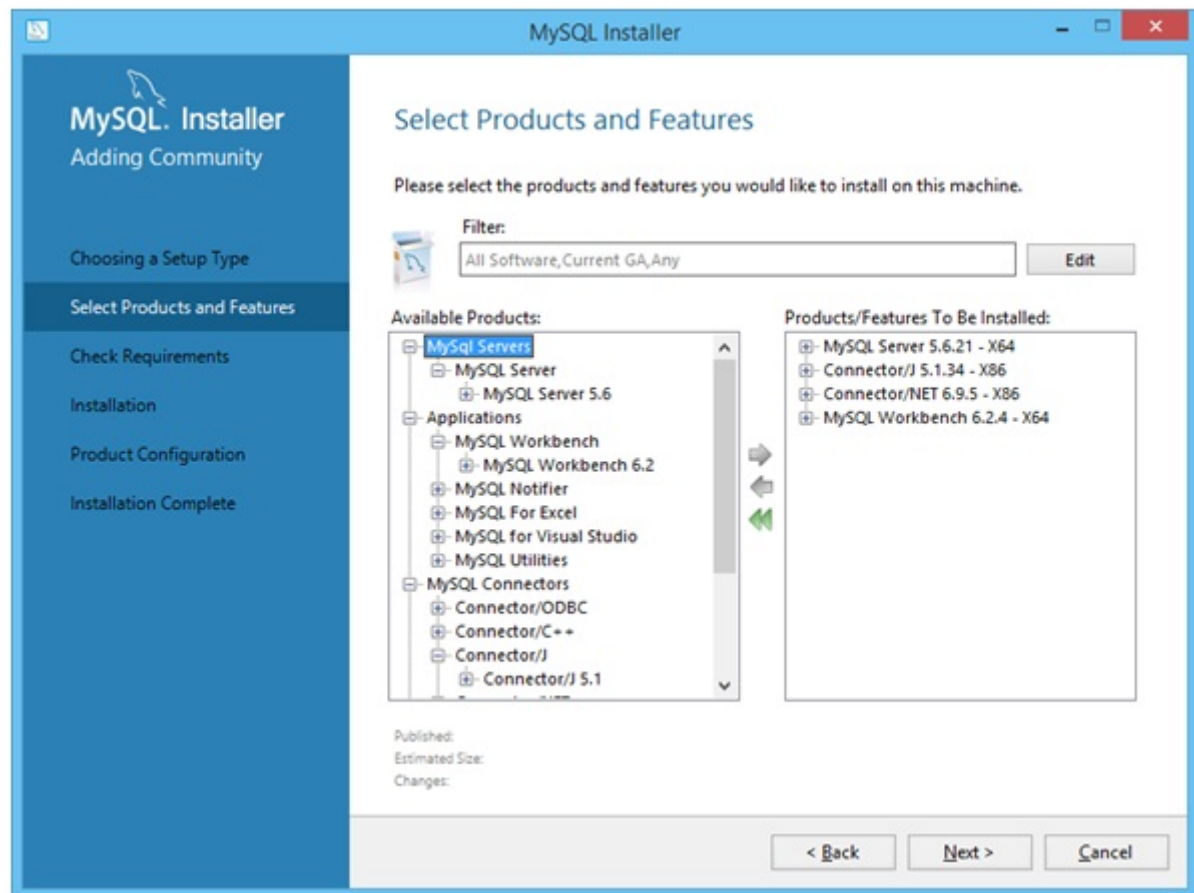 MySQL Installer
MySQL. Installer
Adding Community
Choosing a Setup Type
Select Products and Features
Check Requirements
Installation
Product Configuration
Installation Complete
Select Products and Features
Please select the products and features you would like to install on this machine.
Filter:
All Software,Current GA,Any
Edit
Available Products:
MySql Servers
MySQL Server
MySQL Server 5.6
Applications
MySQL Workbench
MySQL Workbench 6.2
MySQL Notifier
MySQL For Excel
MySQL for Visual Studio
MySQL Utilities
MySQL Connectors
Connector/ODBC
Connector/C++
Connector/J
Connector/J 5.1
Products/Features To Be Installed:
MySQL Server 5.6.21 - X64
Connector/J 5.1.34 - X86
Connector/NET 6.9.5 - X86
MySQL Workbench 6.2.4 - X64
Published:
Estimated Size:
Changes:
< Back
Next >
Cancel